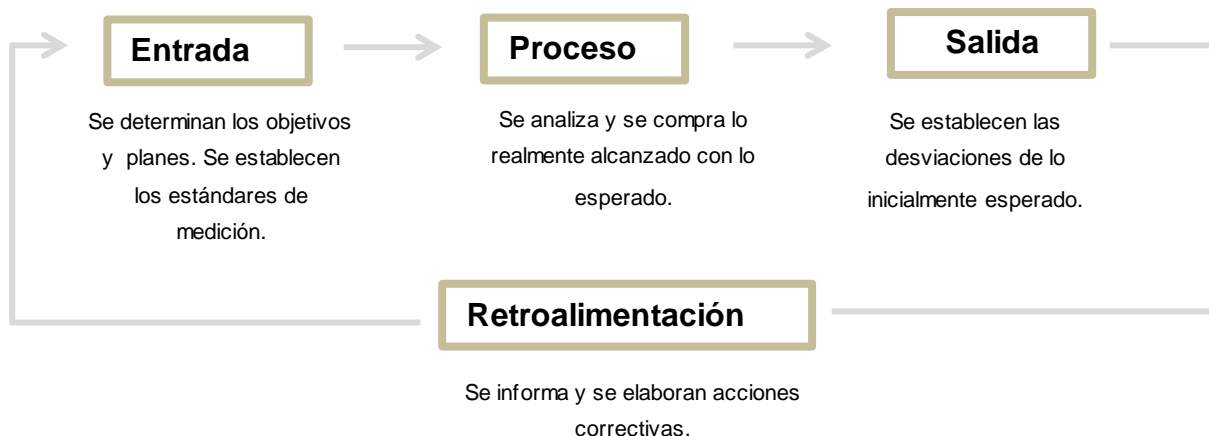 Entrada
Se determinan los objetivos
y planes. Se establecen
los estándares de
medición.
Proceso
Se analiza y se compra lo
realmente alcanzado con lo
esperado.
Salida
Se establecen las
desviaciones de lo
inicialmente esperado.
Retroalimentación
Se informa y se elaboran acciones
correctivas.